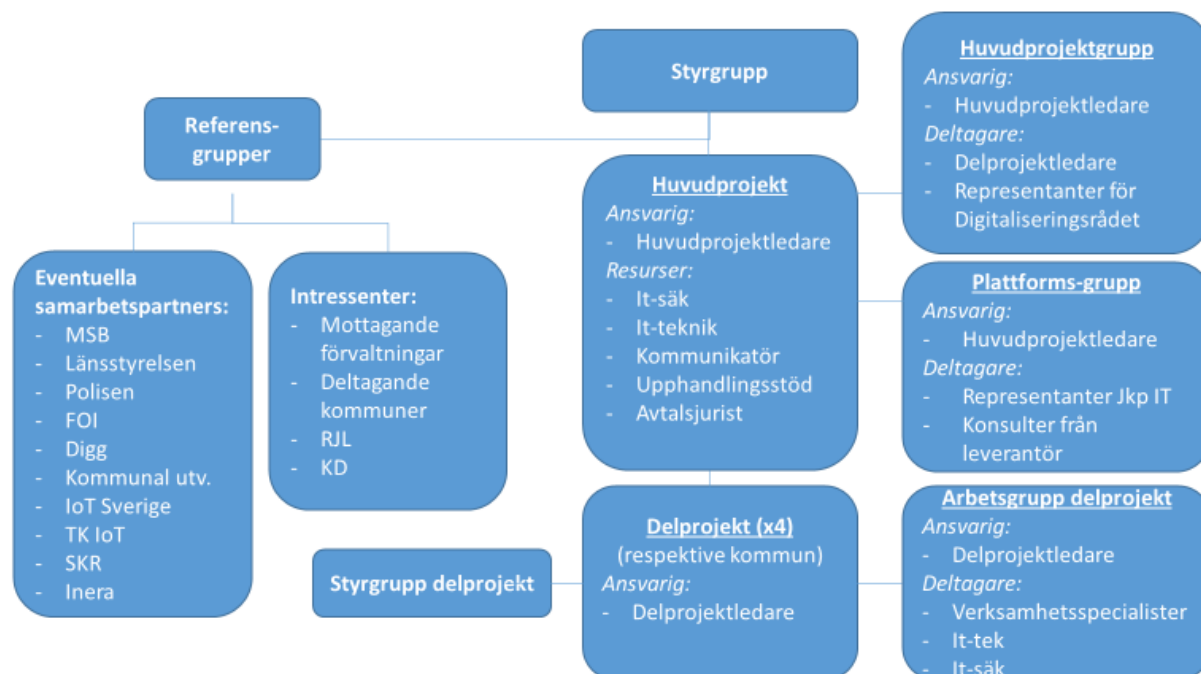 Styrgrupp
Referens-
grupper
Eventuella
samarbetspartners:
- MSB
- Länsstyrelsen
- Polisen
- FOI
- Digg
- Kommunal utv.
- IoT Sverige
- TK IoT
- SKR
- Inera
Intressenter:
- Mottagande
förvaltningar
- Deltagande
kommuner
- RJL
- KD
Huvudprojekt
Ansvarig:
- Huvudprojektledare
Resurser:
- It-säk
- It-teknik
- Kommunikatör
- Upphandlingsstöd
- Avtalsjurist
Huvudprojektgrupp
Ansvarig:
- Huvudprojektledare
Deltagare:
- Delprojektledare
- Representanter för
Digitaliseringsrådet
Plattforms-grupp
Ansvarig:
- Huvudprojektledare
Deltagare:
- Representanter Jkp IT
- Konsulter från
leverantör
Styrgrupp delprojekt
Delprojekt (x4)
(respektive kommun)
Ansvarig:
- Delprojektledare
Arbetsgrupp delprojekt
Ansvarig:
- Delprojektledare
Deltagare:
- Verksamhetsspecialister
- It-tek
- It-säk